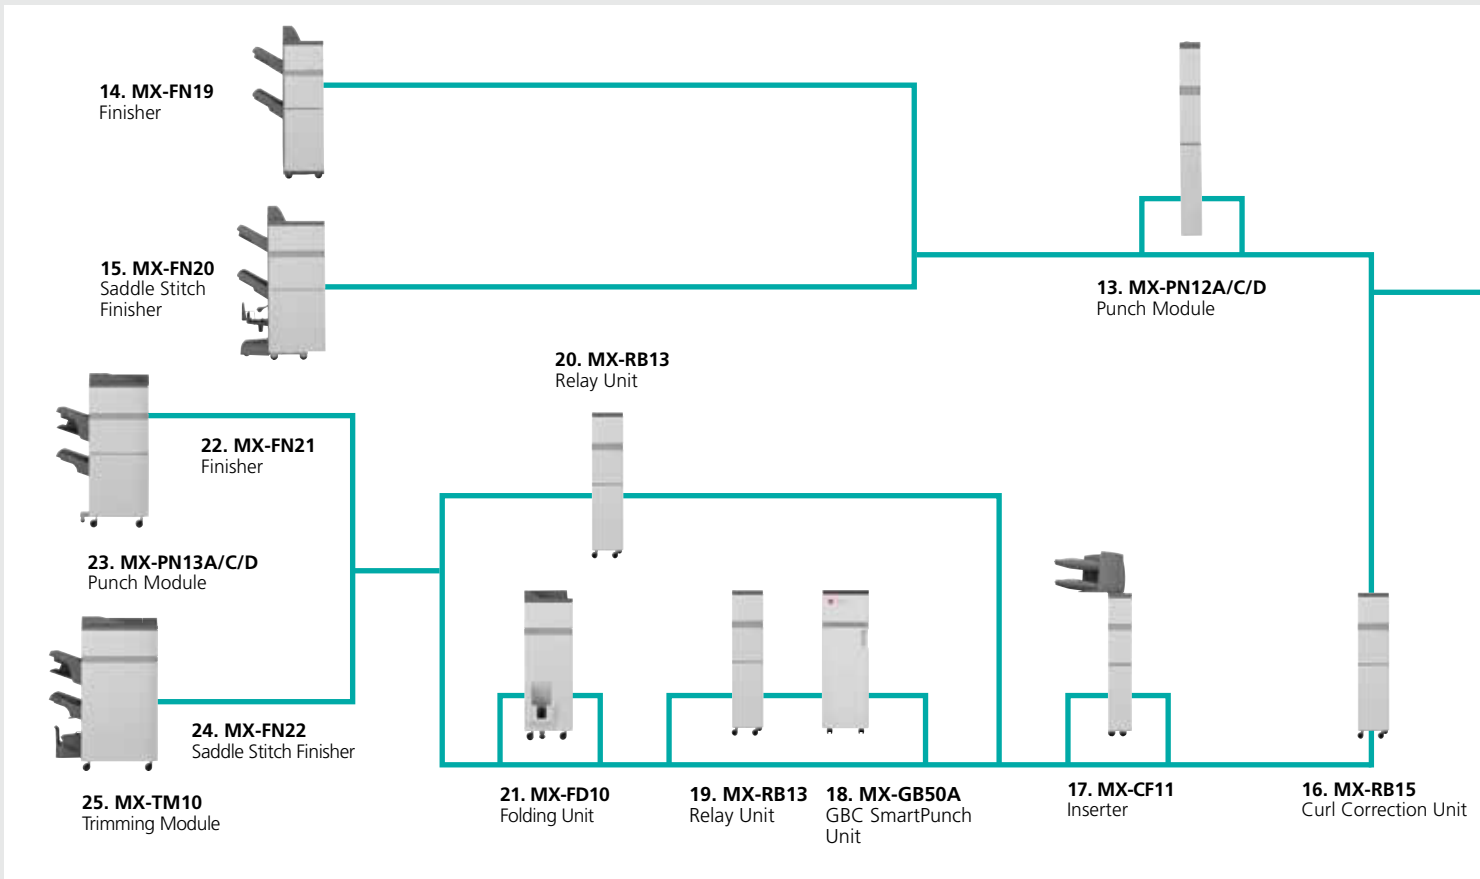 14. MX-FN19
Finisher
15. MX-FN20
Saddle Stitch
Finisher
13. MX-PN12A/C/D
Punch Module
20. MX-RB13
Relay Unit
22. MX-FN21
Finisher
23. MX-PN13A/C/D
Punch Module
24. MX-FN22
Saddle Stitch Finisher
25. MX-TM10
Trimming Module
21. MX-FD10
Folding Unit
19. MX-RB13
Relay Unit
18. MX-GB50A
GBC SmartPunch
Unit
17. MX-CF11
Inserter
16. MX-RB15
Curl Correction Unit